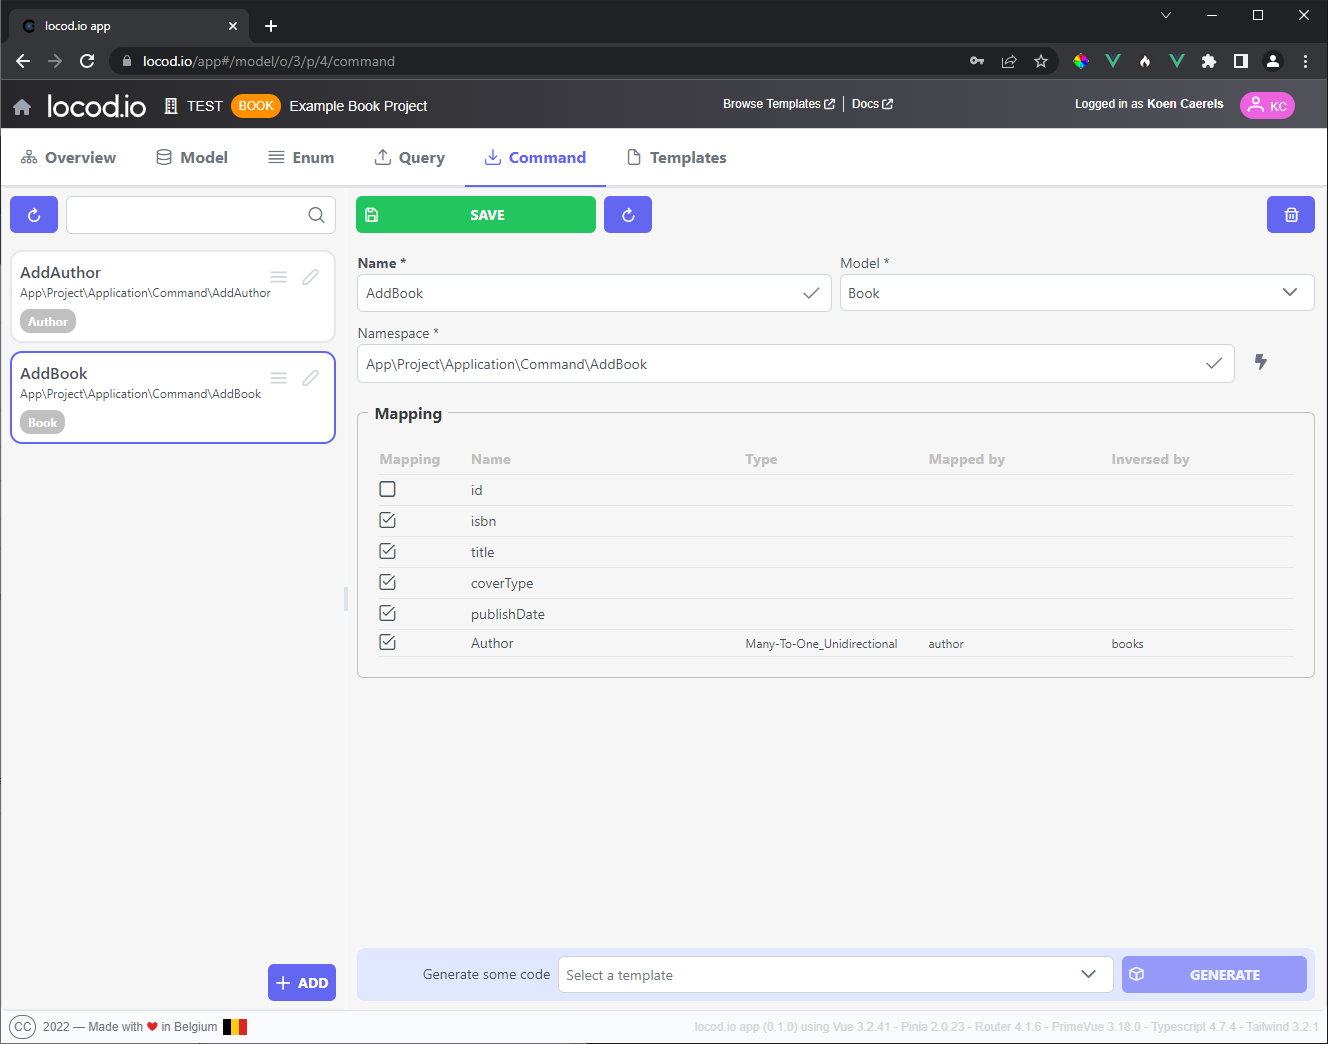 locod.io app
locod.io/app#/model/o/3/p/4/command
locod.io TEST BOOK Example Book Project Browse Templates Docs Logged in as Koen Caerels KC
Overview Model Enum Query Command Templates
SAVE
AddAuthor
App\Project\Application\Command\AddAuthor
Author
AddBook
App\Project\Application\Command\AddBook
Book
Name * Model *
AddBook Book
Namespace *
App\Project\Application\Command\AddBook
Mapping
Mapping Name Type Mapped by Inversed by
id
isbn
title
coverType
publishDate
Author Many-To-One_Unidirectional author books
ADD
Generate some code Select a template GENERATE
CC 2022 — Made with in Belgium locod.io app (0.1.0) using Vue 3.2.41 - Pinia 2.0.23 - Router 4.1.6 - PrimeVue 3.18.0 - Typescript 4.7.4 - Tailwind 3.2.1